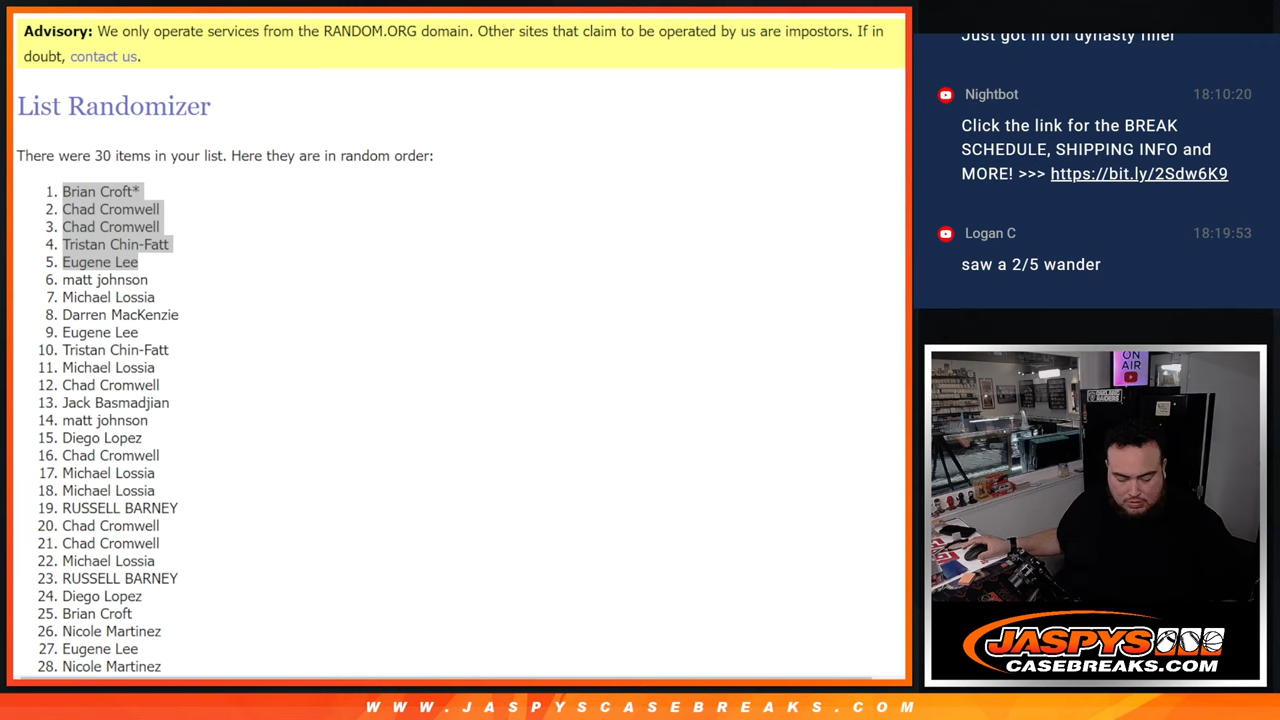 Advisory: We only operate services from the RANDOM.ORG domain. Other sites that claim to be operated by us are impostors. If in
doubt, contact us.
List Randomizer
There were 30 items in your list. Here they are in random order:
1. Brian Croft*
2. Chad Cromwell
3. Chad Cromwell
4. Tristan Chin-Fatt
5. Eugene Lee
6. matt johnson
7. Michael Lossia
8. Darren MacKenzie
9. Eugene Lee
10. Tristan Chin-Fatt
11. Michael Lossia
12. Chad Cromwell
13. Jack Basmadjian
14. matt johnson
15. Diego Lopez
16. Chad Cromwell
17. Michael Lossia
18. Michael Lossia
19. RUSSELL BARNEY
20. Chad Cromwell
21. Chad Cromwell
22. Michael Lossia
23. RUSSELL BARNEY
24. Diego Lopez
25. Brian Croft
26. Nicole Martinez
27. Eugene Lee
28. Nicole Martinez
Just got in on dynasty filler
Nightbot 18:10:20
Click the link for the BREAK
SCHEDULE, SHIPPING INFO and
MORE! >>> https://bit.ly/2Sdw6K9
Logan C 18:19:53
saw a 2/5 wander
ON
AIR
JASPYS
CASEBREAKS.COM
WWW.JASPYSCASEBREAKS.COM